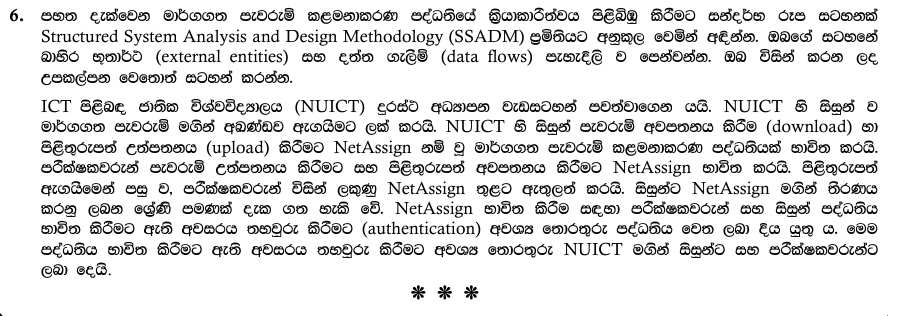 6. පහත දැක්වෙන මාර්ගගත පැවරුම් කළමනාකරණ පද්ධතියේ ක්‍රියාකාරීත්වය පිළිබිඹු කිරීමට සන්දර්භ රූප සටහනක්
Structured System Analysis and Design Methodology (SSADM) ප්‍රමිතියට අනුකූල වෙමින් අඳින්න. ඔබගේ සටහනේ
බාහිර භූතාර්ථ (external entities) සහ දත්ත ගැලීම් (data flows) පැහැදිලි ව පෙන්වන්න. ඔබ විසින් කරන ලද
උපකල්පන වෙතොත් සටහන් කරන්න.
ICT පිළිබඳ ජාතික විශ්වවිද්‍යාලය (NUICT) දුරස්ථ අධ්‍යාපන වැඩසටහන් පවත්වාගෙන යයි. NUICT හි සිසුන් ව
මාර්ගගත පැවරුම් මගින් අඛණ්ඩව ඇගයීමට ලක් කරයි. NUICT හි සිසුන් පැවරුම් අවපතනය කිරීම (download) හා
පිළිතුරුපත් උත්පතනය (upload) කිරීමට NetAssign නම් වූ මාර්ගගත පැවරුම් කළමනාකරණ පද්ධතියක් භාවිත කරයි.
පරීක්ෂකවරුන් පැවරුම් උත්පතනය කිරීමට සහ පිළිතුරුපත් අවපතනය කිරීමට NetAssign භාවිත කරයි. පිළිතුරුපත්
ඇගයීමෙන් පසු ව, පරීක්ෂකවරුන් විසින් ලකුණු NetAssign තුළට ඇතුලත් කරයි. සිසුන්ට NetAssign මගින් තීරණය
කරනු ලබන ශ්‍රේණි පමණක් දැක ගත හැකි වේ. NetAssign භාවිත කිරීම සඳහා පරීක්ෂකවරුන් සහ සිසුන් පද්ධතිය
භාවිත කිරීමට ඇති අවසරය තහවුරු කිරීමට (authentication) අවශ්‍ය තොරතුරු පද්ධතිය වෙත ලබා දිය යුතු ය. මෙම
පද්ධතිය භාවිත කිරීමට ඇති අවසරය තහවුරු කිරීමට අවශ්‍ය තොරතුරු NUICT මගින් සිසුන්ට සහ පරීක්ෂකවරුන්ට
ලබා දෙයි.
* * *